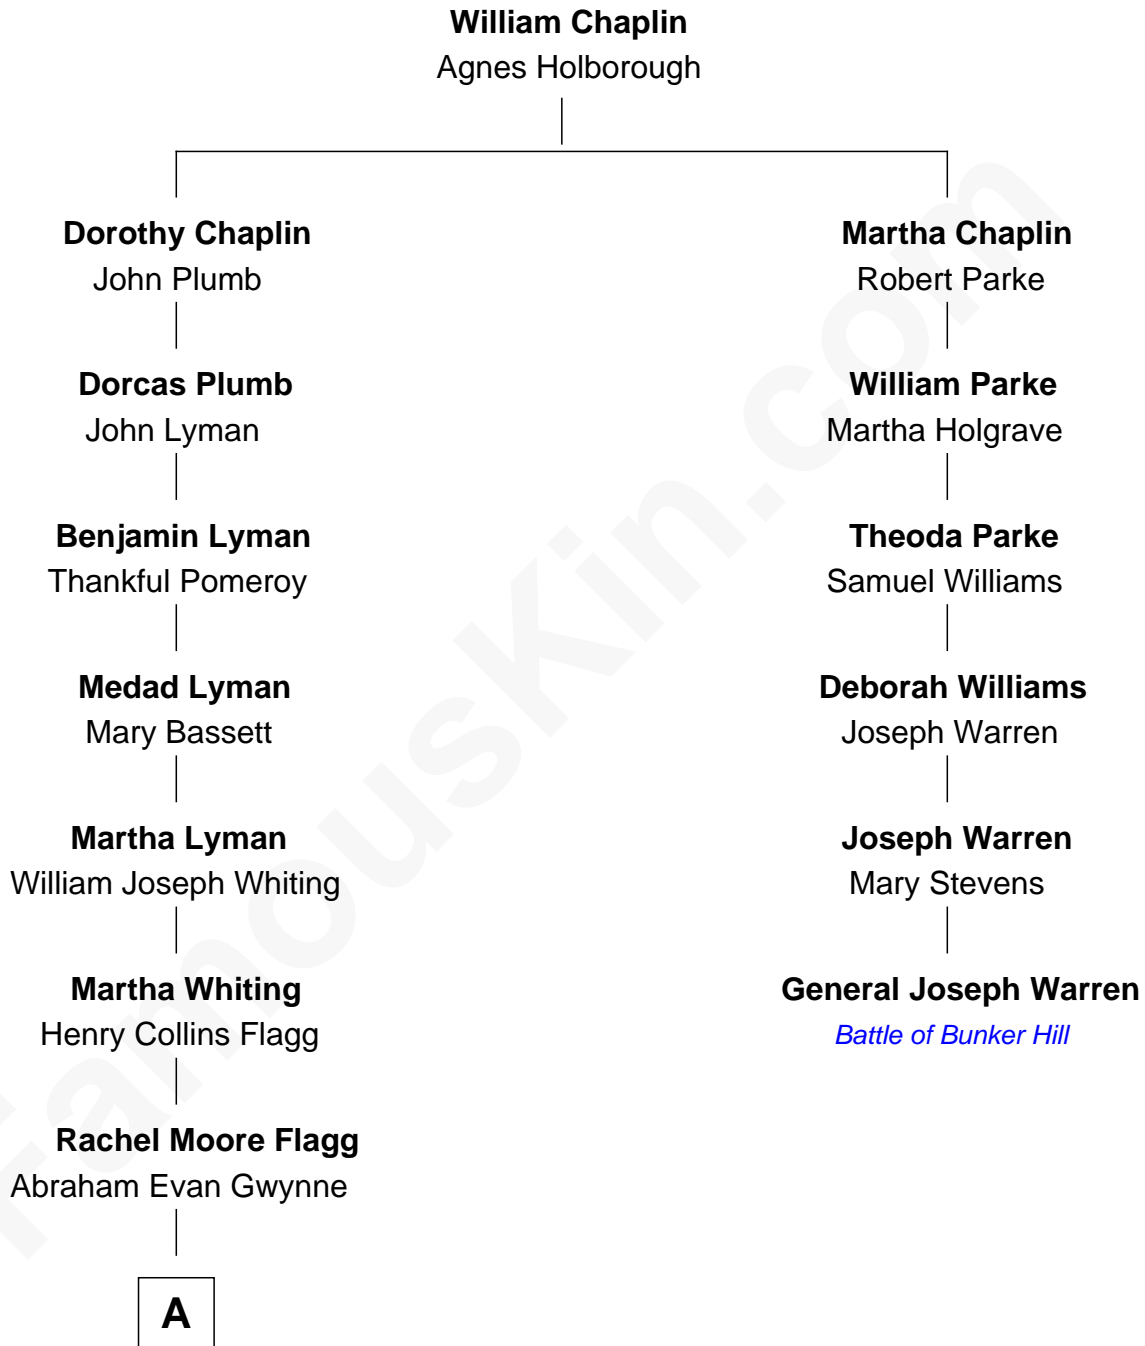 William Chaplin
Agnes Holborough
Dorothy Chaplin
John Plumb
Martha Chaplin
Robert Parke
Dorcas Plumb
John Lyman
William Parke
Martha Holgrave
Benjamin Lyman
Thankful Pomeroy
Theoda Parke
Samuel Williams
Medad Lyman
Mary Bassett
Deborah Williams
Joseph Warren
Martha Lyman
William Joseph Whiting
Joseph Warren
Mary Stevens
Martha Whiting
Henry Collins Flagg
General Joseph Warren
Battle of Bunker Hill
Rachel Moore Flagg
Abraham Evan Gwynne
A
FamousKin.com